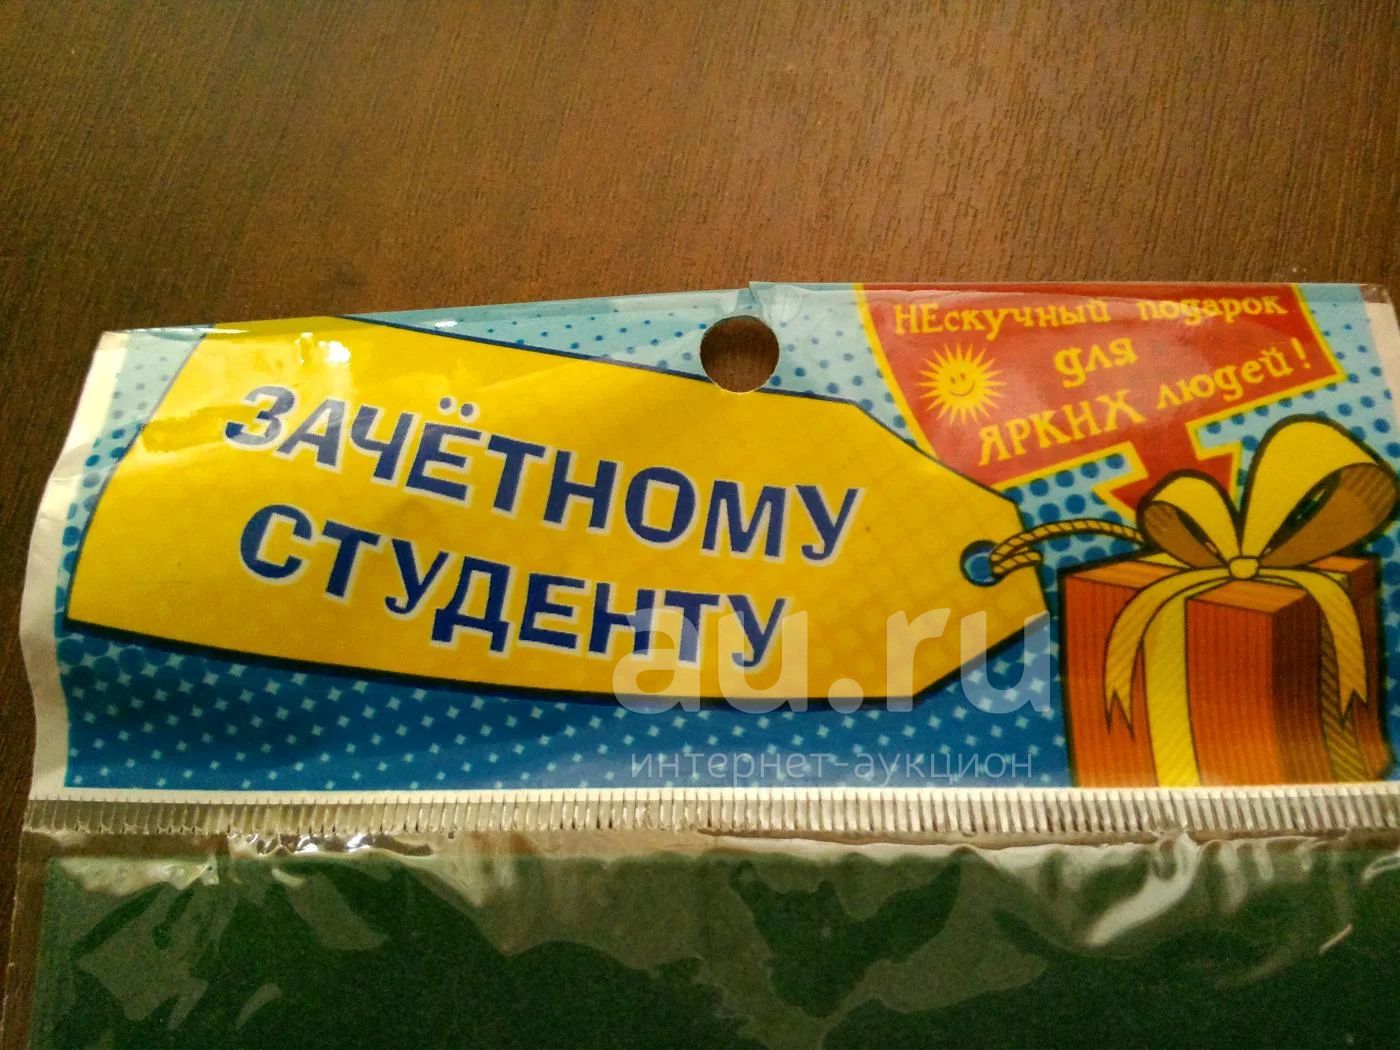 ЗАЧЁТНОМУ
СТУДЕНТУ
НЕскучный подарок
для
ЯРКИХ людей!
au.ru
интернет-аукцион